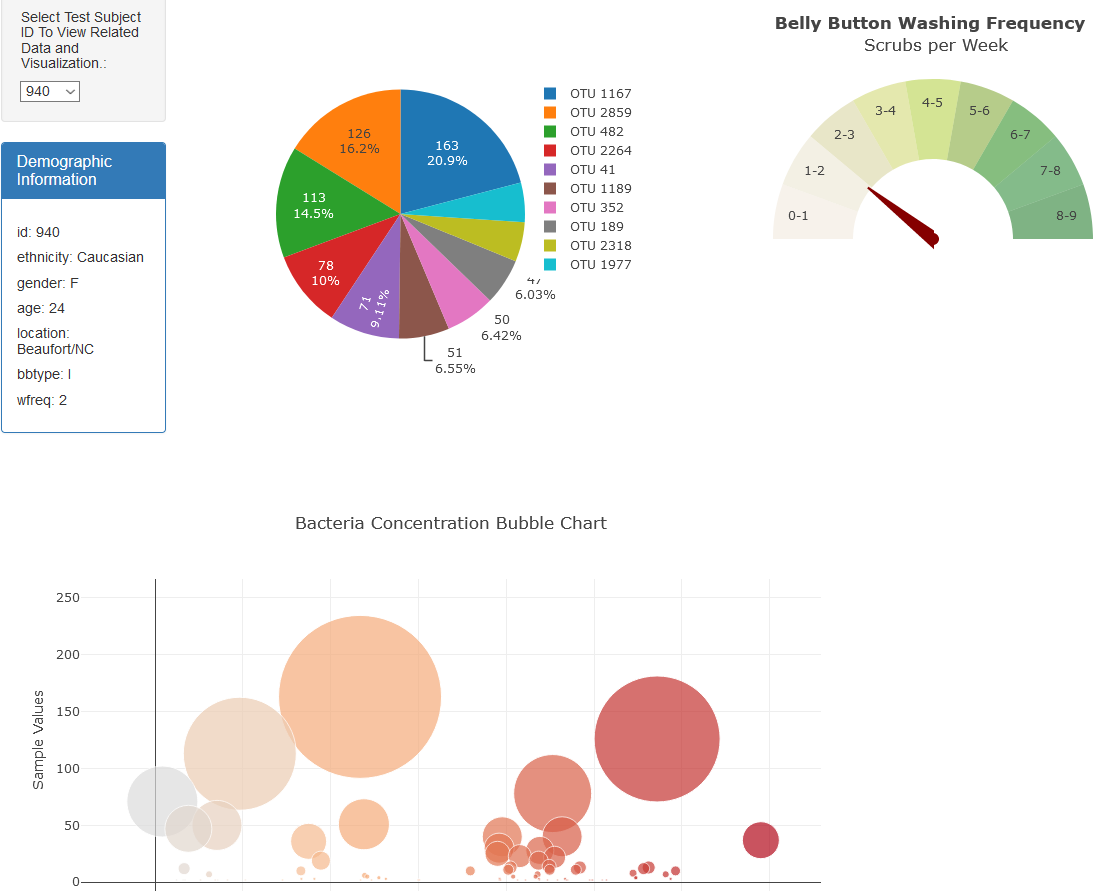 Select Test Subject
ID To View Related
Data and
Visualization.:
940
Demographic
Information
id: 940
ethnicity: Caucasian
gender: F
age: 24
location:
Beaufort/NC
bbtype: I
wfreq: 2
163
20.9%
126
16.2%
113
14.5%
78
10%
71
9.11%
51
6.55%
50
6.42%
47
6.03%
OTU 1167
OTU 2859
OTU 482
OTU 2264
OTU 41
OTU 1189
OTU 352
OTU 189
OTU 2318
OTU 1977
Belly Button Washing Frequency
Scrubs per Week
0-1
1-2
2-3
3-4
4-5
5-6
6-7
7-8
8-9
Bacteria Concentration Bubble Chart
Sample Values
250
200
150
100
50
0